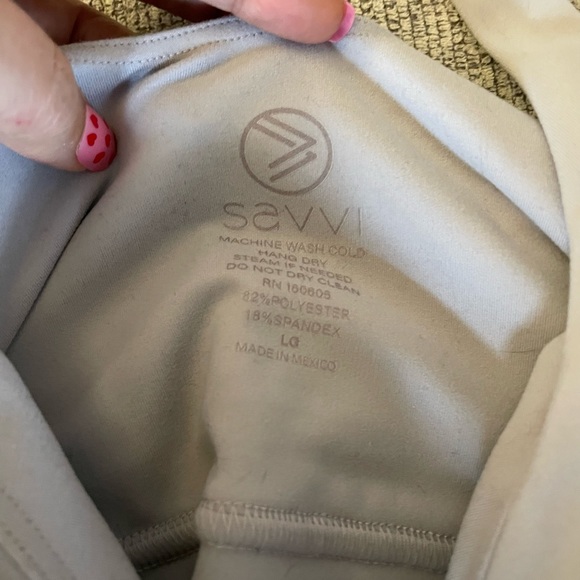 savvi
MACHINE WASH COLD
HANG DRY
STEAM IF NEEDED
DO NOT DRY CLEAN
RN 160606
82%POLYESTER
18%SPANDEX
LG
MADE IN MEXICO